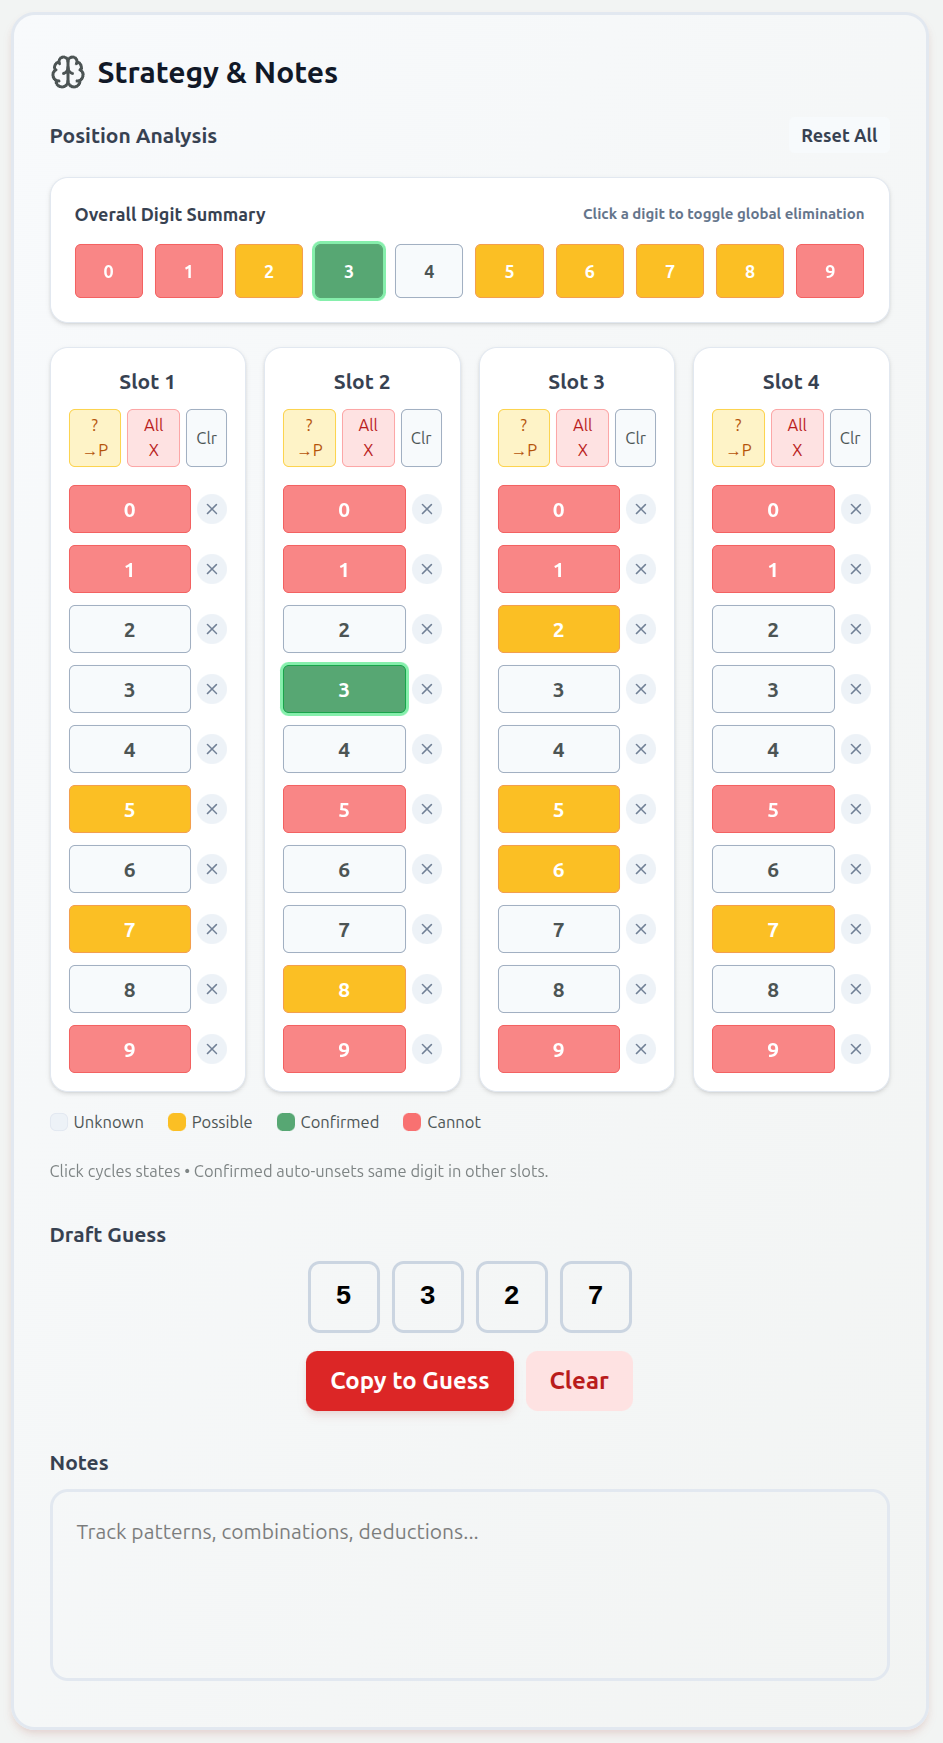 Strategy & Notes
Position Analysis
Reset All
Overall Digit Summary
Click a digit to toggle global elimination
0 1 2 3 4 5 6 7 8 9
Slot 1
?
→P
All
X
Clr
0 ×
1 ×
2 ×
3 ×
4 ×
5 ×
6 ×
7 ×
8 ×
9 ×
Slot 2
?
→P
All
X
Clr
0 ×
1 ×
2 ×
3 ×
4 ×
5 ×
6 ×
7 ×
8 ×
9 ×
Slot 3
?
→P
All
X
Clr
0 ×
1 ×
2 ×
3 ×
4 ×
5 ×
6 ×
7 ×
8 ×
9 ×
Slot 4
?
→P
All
X
Clr
0 ×
1 ×
2 ×
3 ×
4 ×
5 ×
6 ×
7 ×
8 ×
9 ×
Unknown Possible Confirmed Cannot
Click cycles states • Confirmed auto-unsets same digit in other slots.
Draft Guess
5 3 2 7
Copy to Guess
Clear
Notes
Track patterns, combinations, deductions...